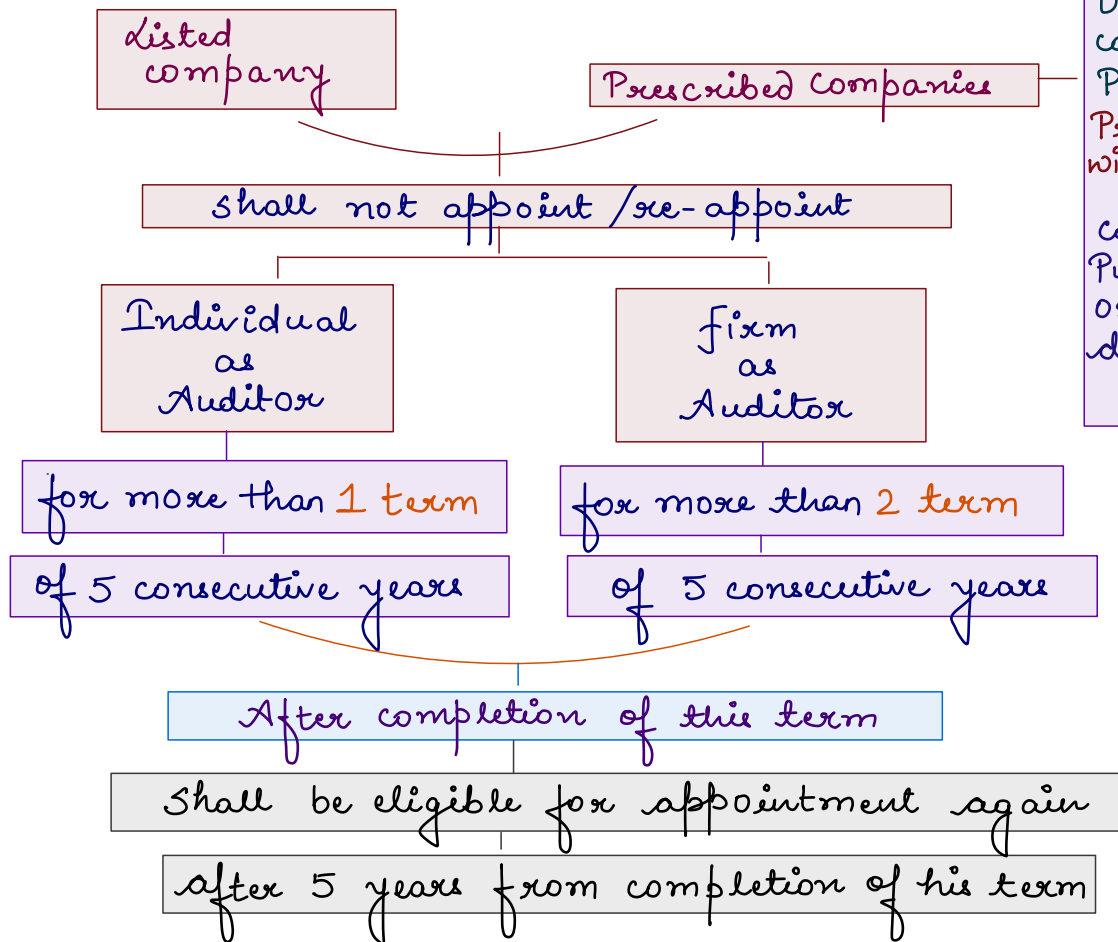 Listed
company
Prescribed companies
shall not appoint /re-appoint
Individual
as
Auditor
firm
as
Auditor
for more than 1 term
for more than 2 term
of 5 consecutive years
of 5 consecutive years
After completion of this term
shall be eligible for appointment again
after 5 years from completion of his term